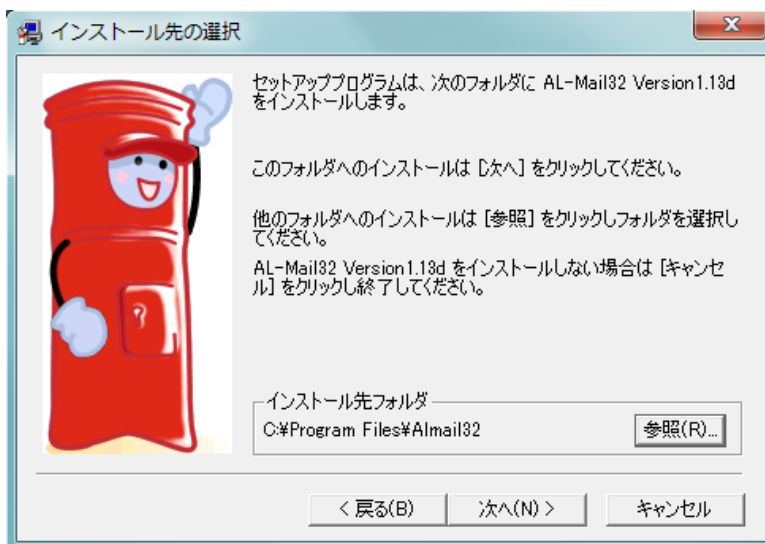 インストール先の選択
セットアッププログラムは、次のフォルダに AL-Mail32 Version1.13d
をインストールします。
このフォルダへのインストールは [次へ] をクリックしてください。
他のフォルダへのインストールは [参照] をクリックしフォルダを選択し
てください。
AL-Mail32 Version1.13d をインストールしない場合は [キャンセ
ル] をクリックし終了してください。
インストール先フォルダ
C:¥Program Files¥Almail32
参照(R)...
< 戻る(B)
次へ(N) >
キャンセル